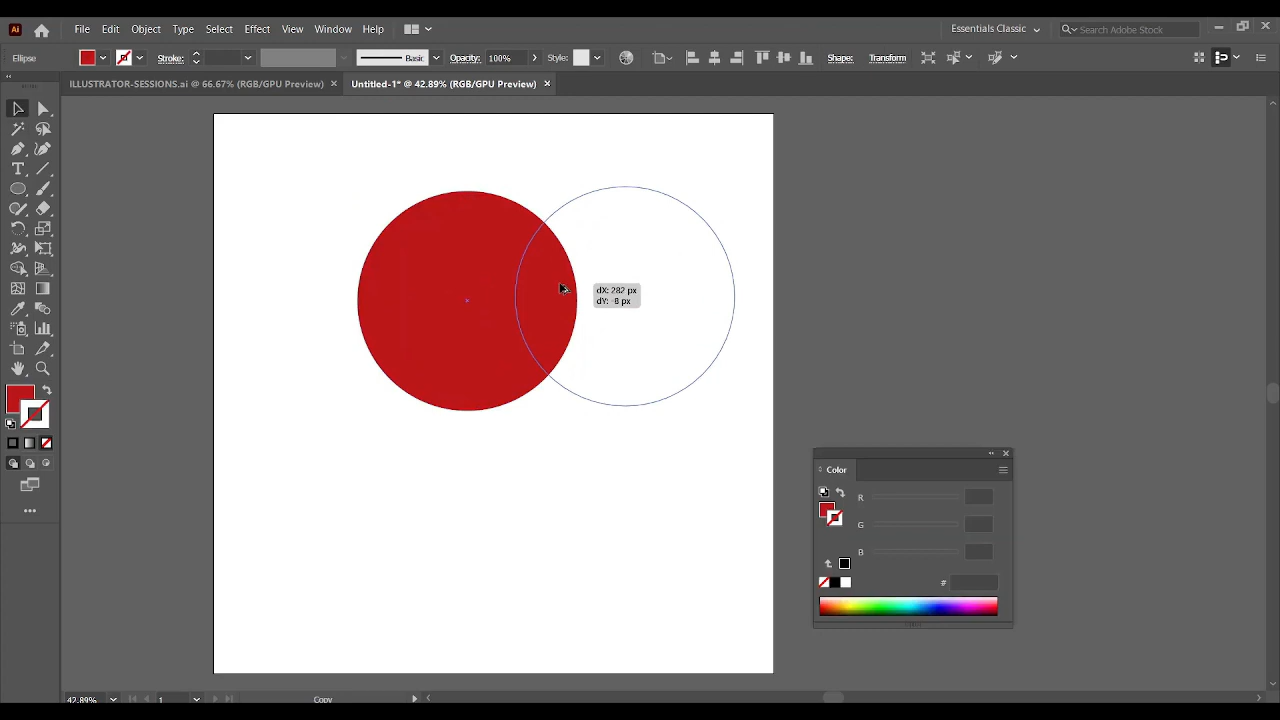 Ai File Edit Object Type Select Effect View Window Help Essentials Classic Search Adobe Stock
Ellipse Stroke: Basic Opacity: 100% Style: Shape: Transform
ILLUSTRATOR-SESSIONS.ai @ 66.67% (RGB/GPU Preview) × Untitled-1* @ 42.89% (RGB/GPU Preview) ×
dX: 282 px
dY: -8 px
Color
R
G
B
#
42.89% 1 Copy